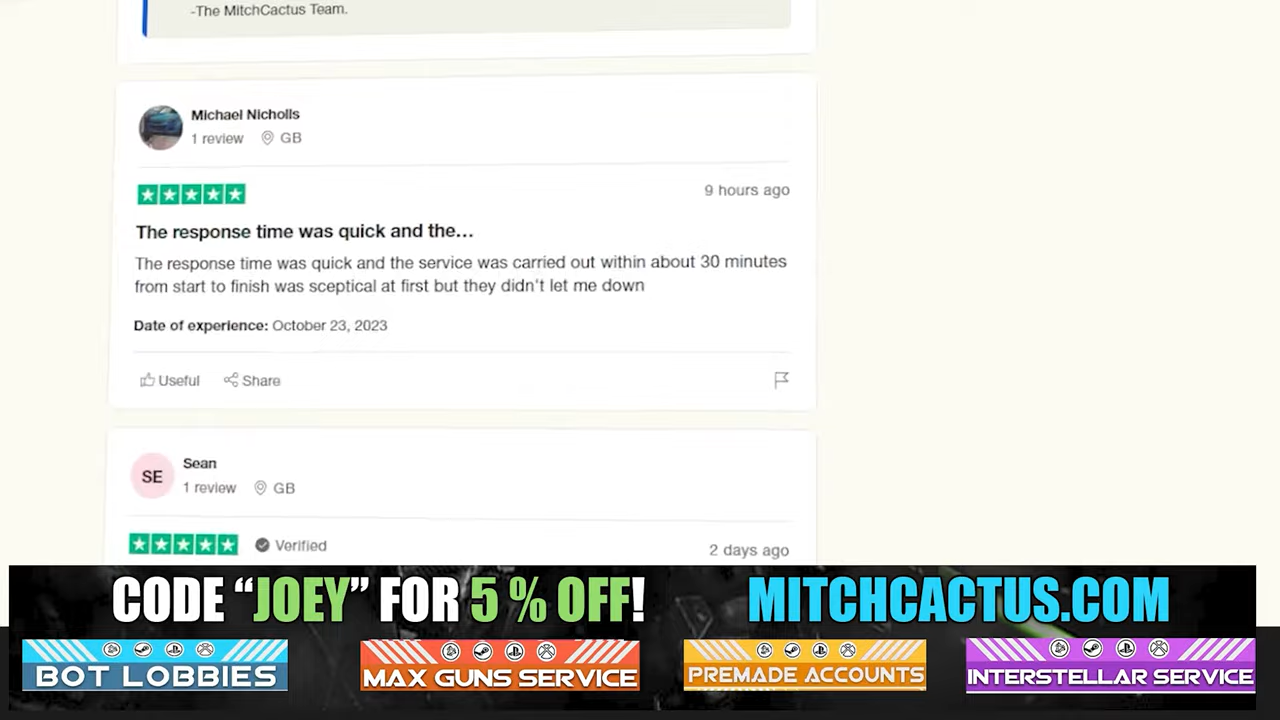 -The MitchCactus Team.
Michael Nicholls
1 review GB
9 hours ago
The response time was quick and the...
The response time was quick and the service was carried out within about 30 minutes
from start to finish was sceptical at first but they didn't let me down
Date of experience: October 23, 2023
Useful Share
SE
Sean
1 review GB
Verified
2 days ago
CODE “JOEY” FOR 5 % OFF!
MITCHCACTUS.COM
BOT LOBBIES
MAX GUNS SERVICE
PREMADE ACCOUNTS
INTERSTELLAR SERVICE